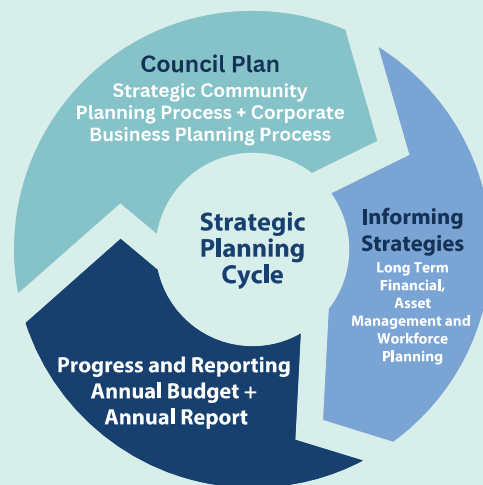 Council Plan
Strategic Community
Planning Process + Corporate
Business Planning Process
Strategic
Planning
Cycle
Informing
Strategies
Long Term
Financial,
Asset
Management and
Workforce
Planning
Progress and Reporting
Annual Budget +
Annual Report